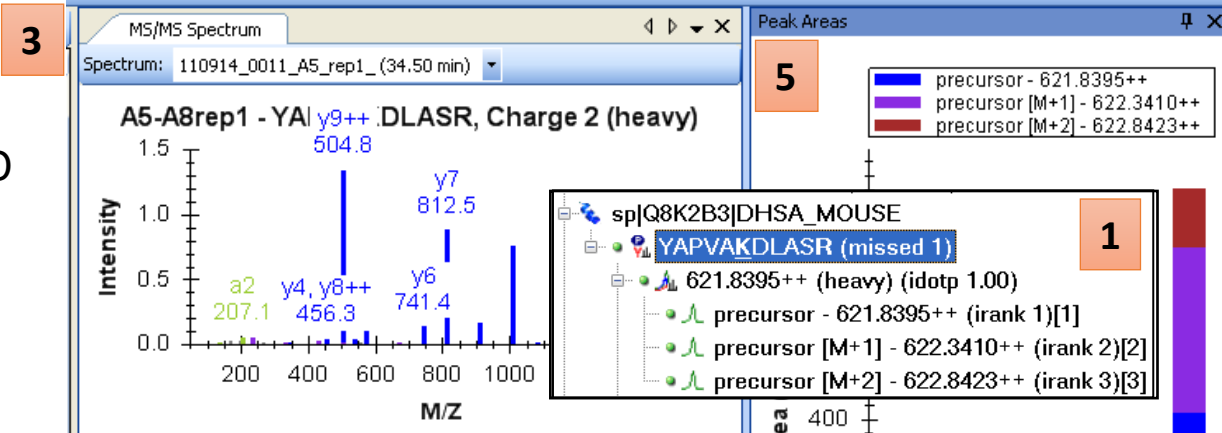 3
MS/MS Spectrum
Spectrum: 110914_0011_A5_rep1_ (34.50 min)
A5-A8rep1 - YAI y9++ .DLASR, Charge 2 (heavy)
504.8
1.5
1.0
0.5
0.0
Intensity
y7
812.5
y6
741.4
y4, y8++
456.3
a2
207.1
200 400 600 800 1000
M/Z
Peak Areas
5
precursor - 621.8395++
precursor [M+1] - 622.3410++
precursor [M+2] - 622.8423++
1
sp|Q8K2B3|DHSA_MOUSE
YAPVAKDLASR (missed 1)
621.8395++ (heavy) (idotp 1.00)
precursor - 621.8395++ (irank 1)[1]
precursor [M+1] - 622.3410++ (irank 2)[2]
precursor [M+2] - 622.8423++ (irank 3)[3]
400